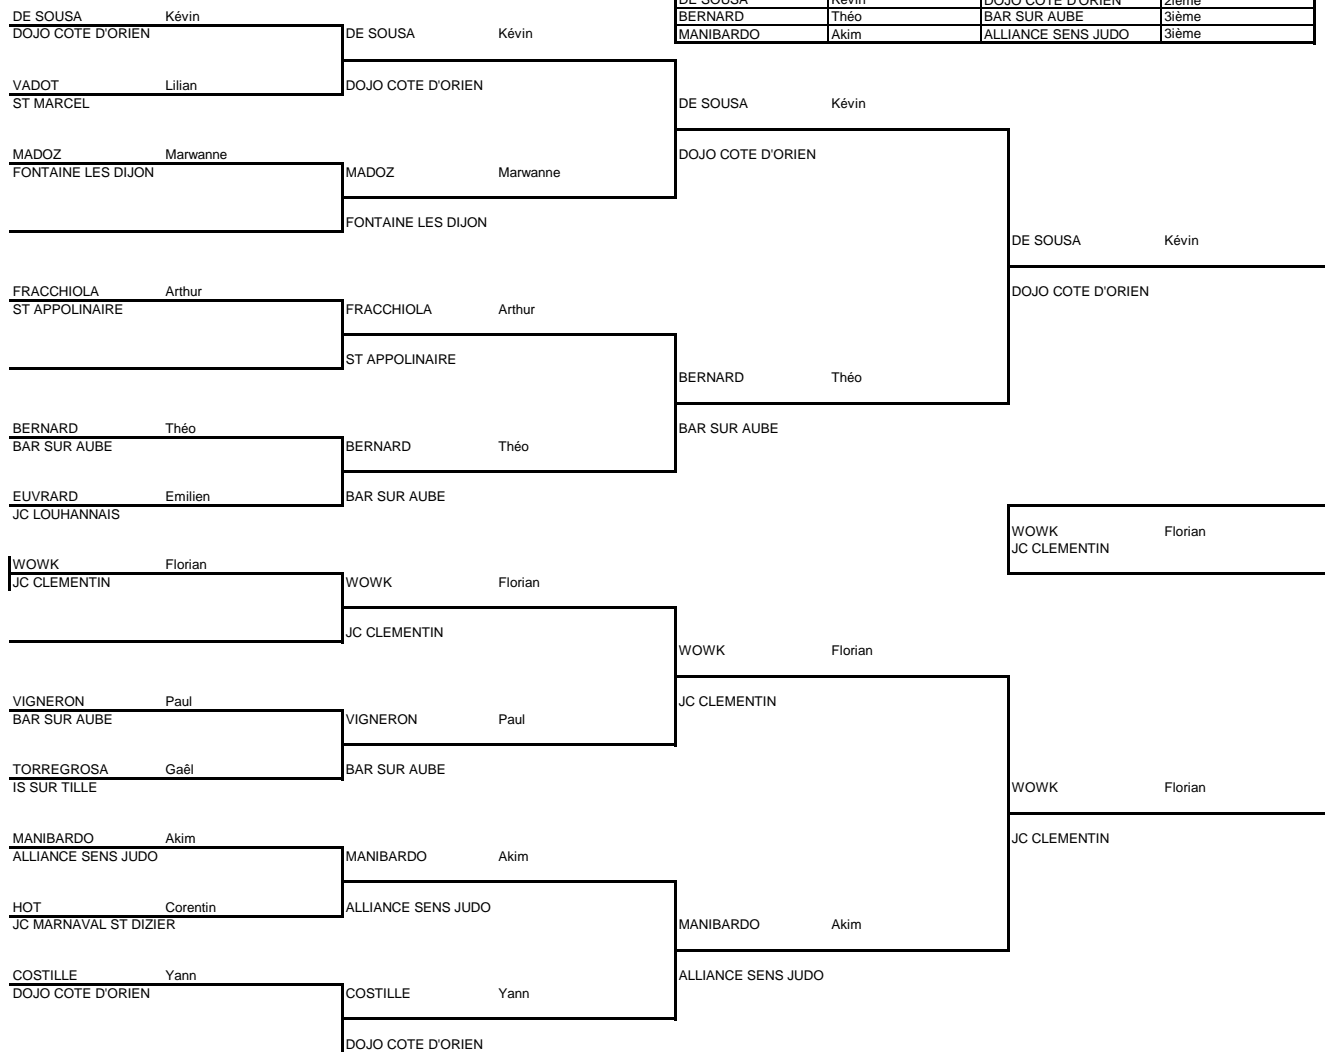 DE SOUSA Kévin DOJO COTE D'ORIEN 2ième
BERNARD Théo BAR SUR AUBE 3ième
MANIBARDO Akim ALLIANCE SENS JUDO 3ième
DE SOUSA Kévin
DOJO COTE D'ORIEN
VADOT Lilian
ST MARCEL
MADOZ Marwanne
FONTAINE LES DIJON
FRACCHIOLA Arthur
ST APPOLINAIRE
BERNARD Théo
BAR SUR AUBE
EUVRARD Emilien
JC LOUHANNAIS
WOWK Florian
JC CLEMENTIN
VIGNERON Paul
BAR SUR AUBE
TORREGROSA Gaêl
IS SUR TILLE
MANIBARDO Akim
ALLIANCE SENS JUDO
HOT Corentin
JC MARNAVAL ST DIZIER
COSTILLE Yann
DOJO COTE D'ORIEN
DE SOUSA Kévin
DOJO COTE D'ORIEN
MADOZ Marwanne
FONTAINE LES DIJON
FRACCHIOLA Arthur
ST APPOLINAIRE
BERNARD Théo
BAR SUR AUBE
WOWK Florian
JC CLEMENTIN
VIGNERON Paul
BAR SUR AUBE
MANIBARDO Akim
ALLIANCE SENS JUDO
COSTILLE Yann
DOJO COTE D'ORIEN
DE SOUSA Kévin
DOJO COTE D'ORIEN
BERNARD Théo
BAR SUR AUBE
WOWK Florian
JC CLEMENTIN
MANIBARDO Akim
ALLIANCE SENS JUDO
DE SOUSA Kévin
DOJO COTE D'ORIEN
WOWK Florian
JC CLEMENTIN
WOWK Florian
JC CLEMENTIN